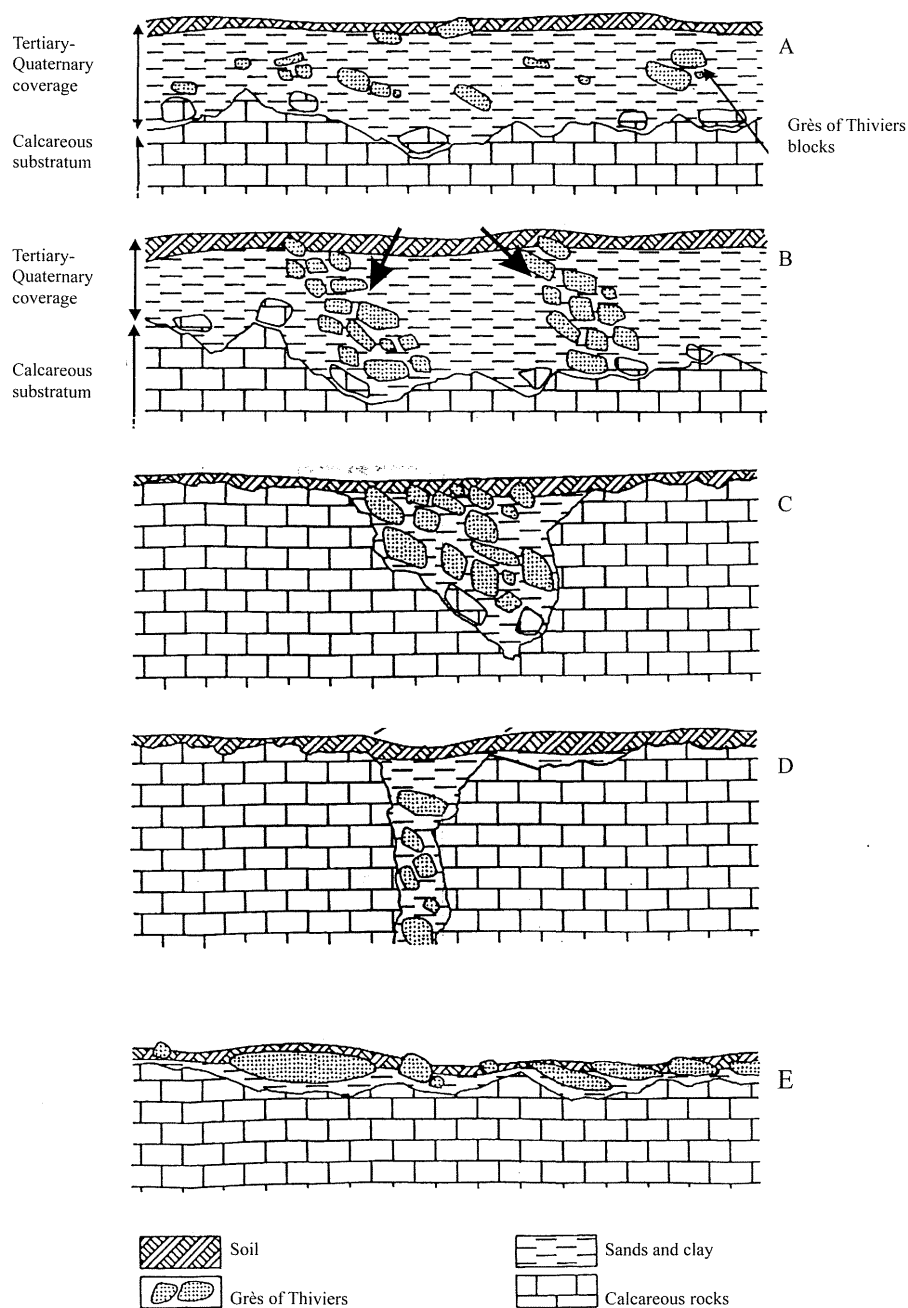 A
Tertiary-
Quaternary
coverage
Calcareous
substratum
Grès of Thiviers
blocks
B
Tertiary-
Quaternary
coverage
Calcareous
substratum
C
D
E
Soil
Sands and clay
Grès of Thiviers
Calcareous rocks